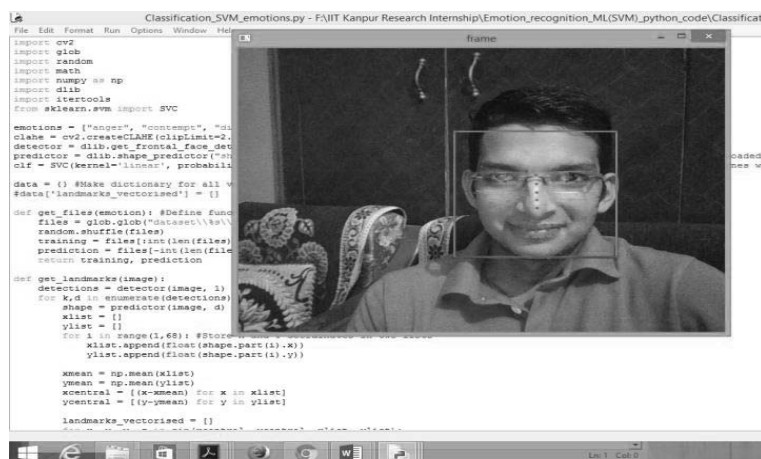 Classification_SVM_emotions.py - F:\IIT Kanpur Research Internship\Emotion_recognition_ML(SVM)_python_code\Classificat
File Edit Format Run Options Window Hel
frame
import cv2
import glob
import random
import math
import numpy as np
import dlib
import itertools
from sklearn.svm import SVC
emotions = ["anger", "contempt", "di
clahe = cv2.createCLAHE(clipLimit=2.
detector = dlib.get_frontal_face_det
predictor = dlib.shape_predictor("sh oaded
clf = SVC(kernel='linear', probabili nes w
data = {} #Make dictionary for all v
#data['landmarks_vectorised'] = []
def get_files(emotion): #Define func
files = glob.glob("dataset\\%s\\
random.shuffle(files)
training = files[:int(len(files)
prediction = files[-int(len(file
return training, prediction
def get_landmarks(image):
detections = detector(image, 1)
for k,d in enumerate(detections)
shape = predictor(image, d)
xlist = []
ylist = []
for i in range(1,68): #Store
xlist.append(float(shape.part(i).x))
ylist.append(float(shape.part(i).y))
xmean = np.mean(xlist)
ymean = np.mean(ylist)
xcentral = [(x-xmean) for x in xlist]
ycentral = [(y-ymean) for y in ylist]
landmarks_vectorised = []
Ln: 1 Col: 0